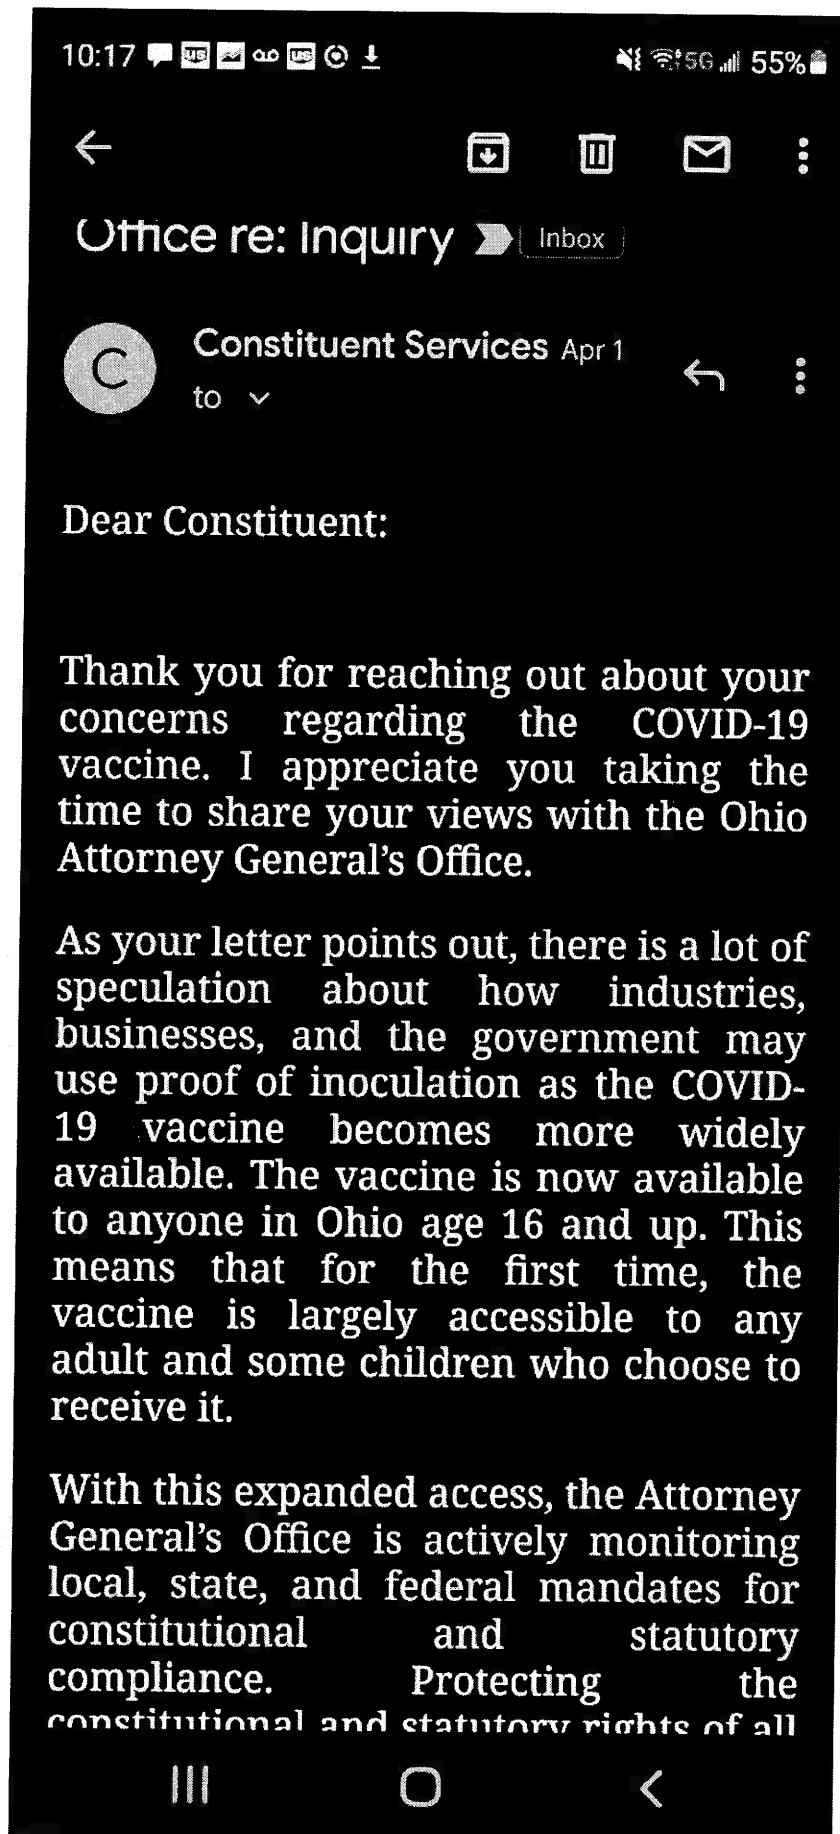 10:17 5G 55%
Office re: Inquiry Inbox
C
Constituent Services Apr 1
to
Dear Constituent:
Thank you for reaching out about your
concerns regarding the COVID-19
vaccine. I appreciate you taking the
time to share your views with the Ohio
Attorney General's Office.
As your letter points out, there is a lot of
speculation about how industries,
businesses, and the government may
use proof of inoculation as the COVID-
19 vaccine becomes more widely
available. The vaccine is now available
to anyone in Ohio age 16 and up. This
means that for the first time, the
vaccine is largely accessible to any
adult and some children who choose to
receive it.
With this expanded access, the Attorney
General's Office is actively monitoring
local, state, and federal mandates for
constitutional and statutory
compliance. Protecting the
constitutional and statutory rights of all